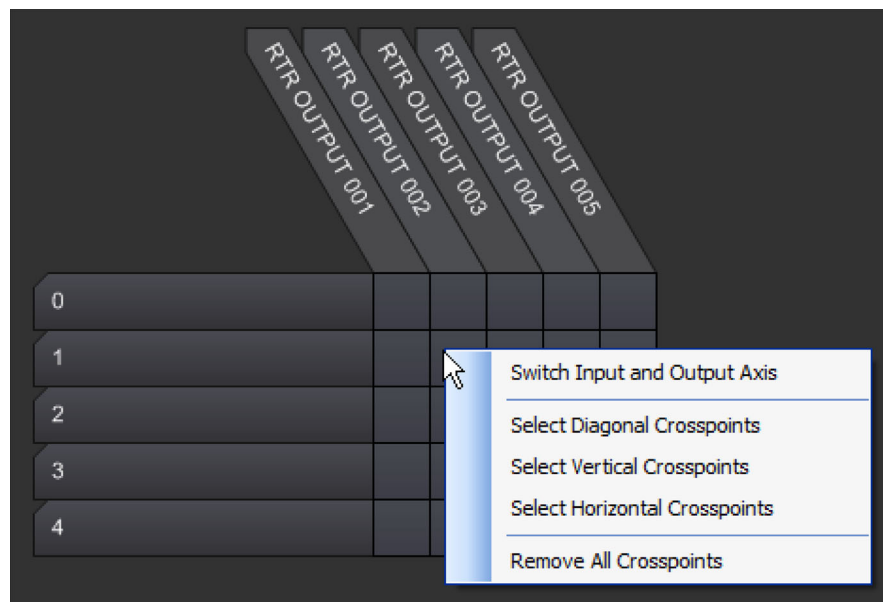 RTR OUTPUT 001
RTR OUTPUT 002
RTR OUTPUT 003
RTR OUTPUT 004
RTR OUTPUT 005
0
1
2
3
4
Switch Input and Output Axis
Select Diagonal Crosspoints
Select Vertical Crosspoints
Select Horizontal Crosspoints
Remove All Crosspoints